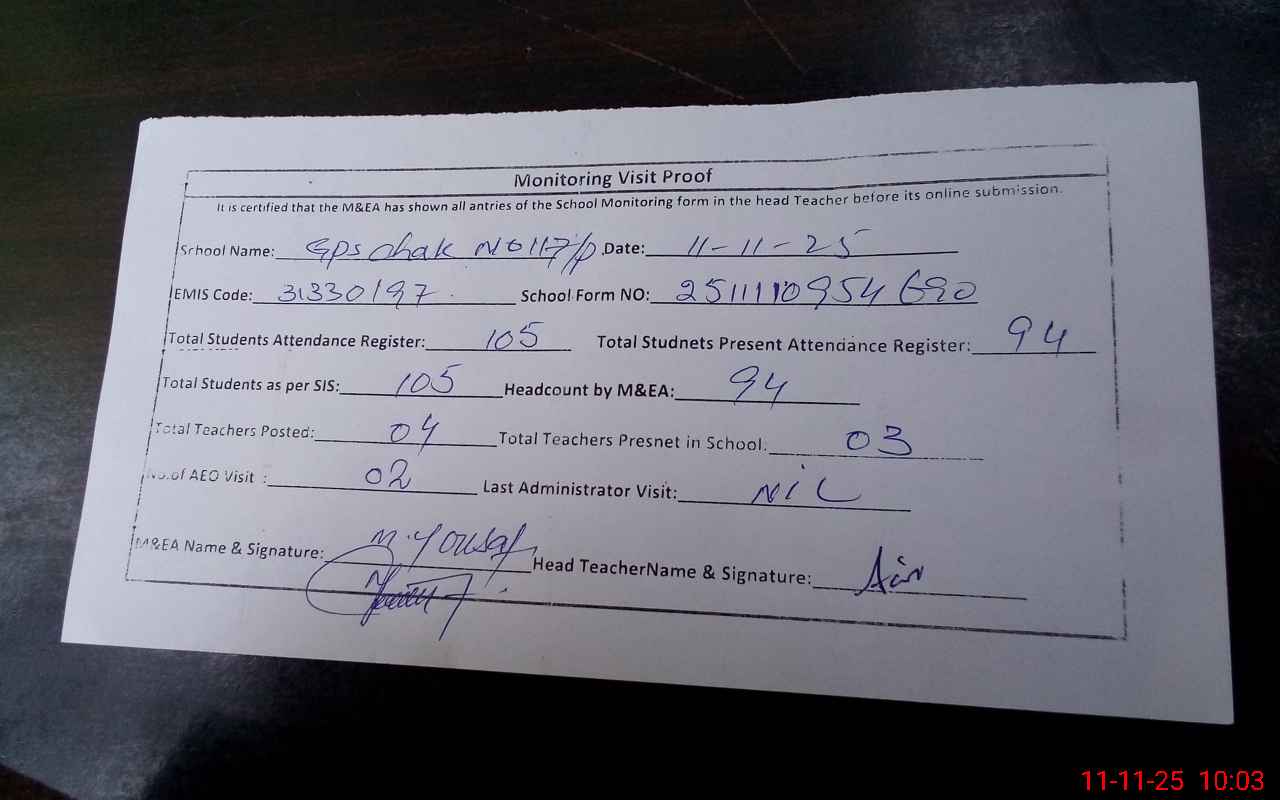 Monitoring Visit Proof
It is certified that the M&EA has shown all antries of the School Monitoring form in the head Teacher before its online submission.
School Name: Gps chak No 117/p Date: 11-11-25
EMIS Code: 31330197 School Form NO: 2511110954690
Total Students Attendance Register: 105 Total Studnets Present Attendance Register: 94
Total Students as per SIS: 105 Headcount by M&EA: 94
Total Teachers Posted: 04 Total Teachers Presnet in School: 03
No.of AEO Visit : 02 Last Administrator Visit: NIL
M&EA Name & Signature: M. Yousaf Head TeacherName & Signature:
11-11-25 10:03